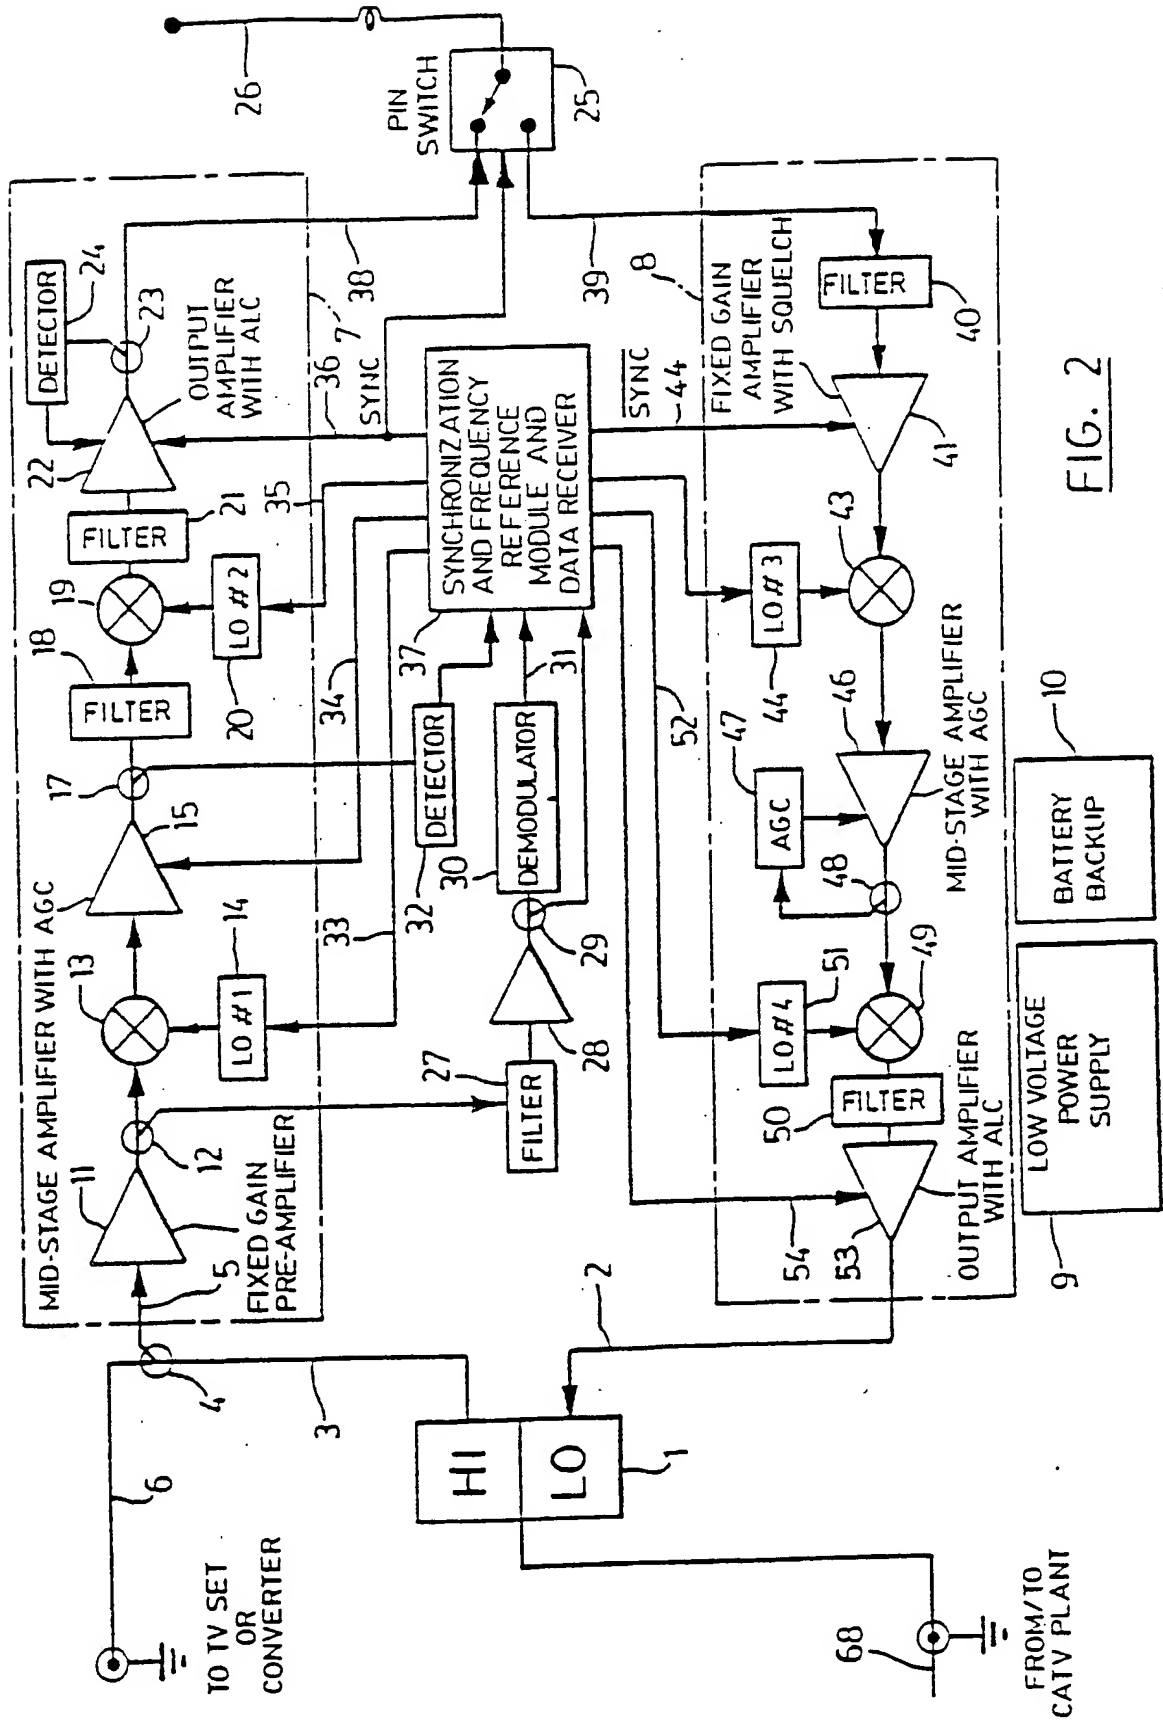 26
PIN
SWITCH
25
DETECTOR
24
23
22
OUTPUT
AMPLIFIER
WITH ALC
38
7
36
SYNC
FILTER
21
35
19
LO #2
20
18
FILTER
34
17
15
MID-STAGE AMPLIFIER WITH AGC
13
14
LO #1
33
11
12
FIXED GAIN
PRE-AMPLIFIER
5
4
3
6
TO TV SET
OR
CONVERTER
SYNCHRONIZATION
AND FREQUENCY
REFERENCE
MODULE AND
DATA RECEIVER
37
DETECTOR
32
31
DEMODULATOR
30
29
28
27
FILTER
HI
LO
1
2
68
FROM/TO
CATV PLANT
39
8
FIXED GAIN
AMPLIFIER
WITH SQUELCH
FILTER
40
SYNC
44
41
43
LO #3
44
52
46
47
AGC
MID-STAGE AMPLIFIER
WITH AGC
48
49
LO #4
51
50
FILTER
54
53
OUTPUT AMPLIFIER
WITH ALC
10
BATTERY
BACKUP
LOW VOLTAGE
POWER
SUPPLY
9
FIG. 2